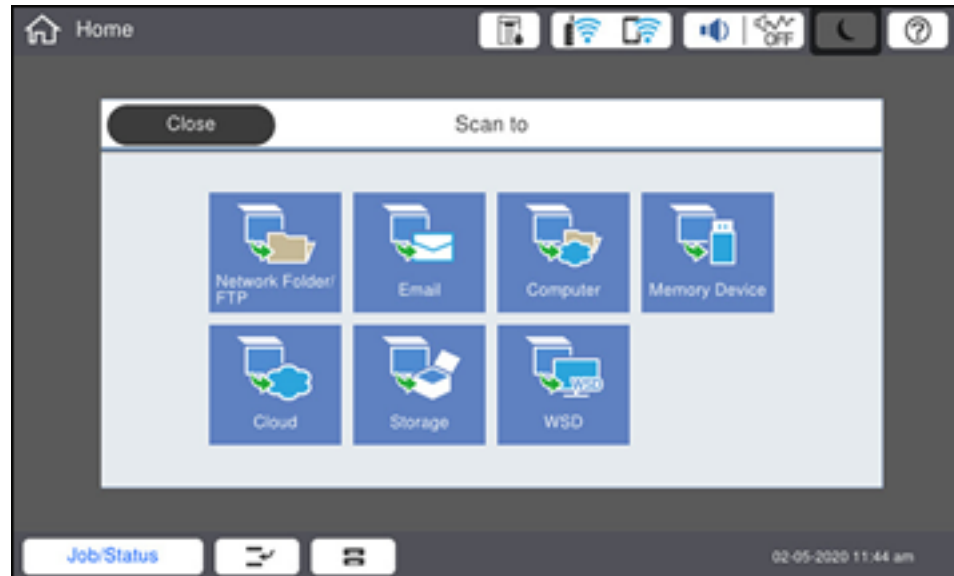 Home
OFF
Close
Scan to
Network Folder/
FTP
Email
Computer
Memory Device
Cloud
Storage
WSD
WSD
Job/Status
02-05-2020 11:44 am